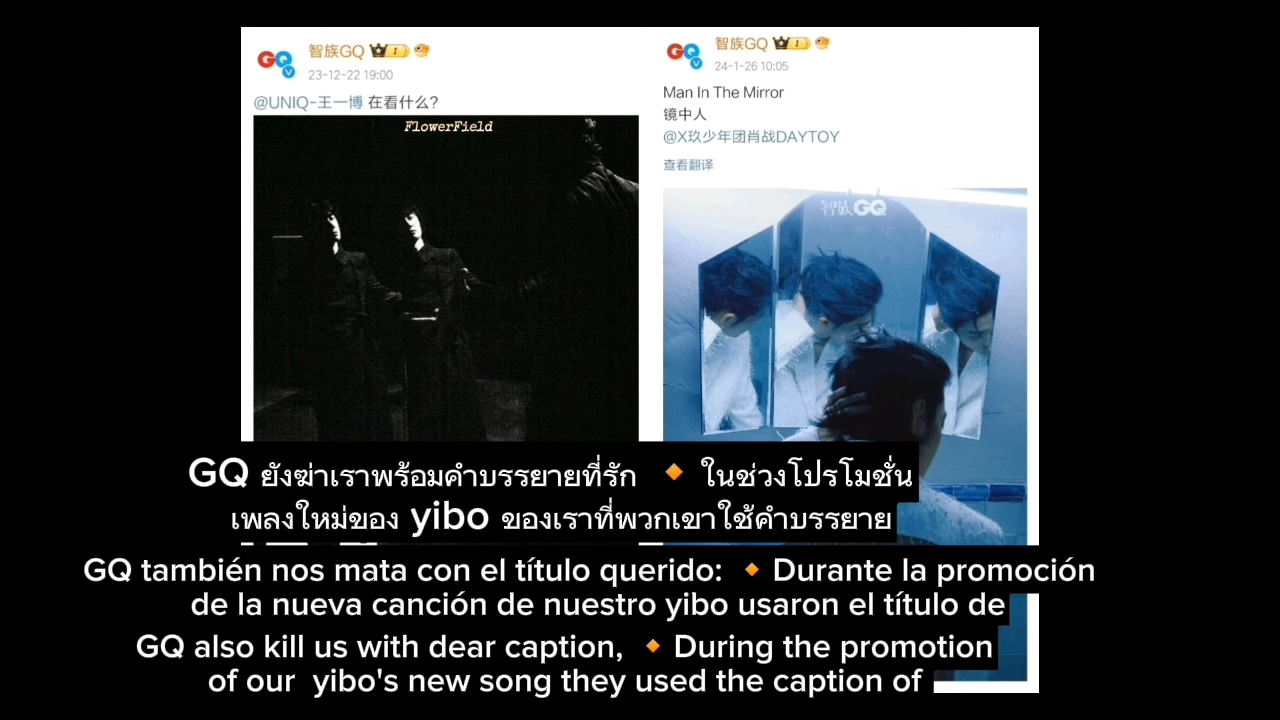 智族GQ
23-12-22 19:00
@UNIQ-王一博 在看什么?
FlowerField
智族GQ
24-1-26 10:05
Man In The Mirror
镜中人
@X玖少年团肖战DAYTOY
查看翻译
智族GQ
GQ ยังฆ่าเราพร้อมคำบรรยายที่รัก 🔸 ในช่วงโปรโมชั่น
เพลงใหม่ของ yibo ของเราที่พวกเขาใช้คำบรรยาย
GQ también nos mata con el título querido: 🔸Durante la promoción
de la nueva canción de nuestro yibo usaron el título de
GQ also kill us with dear caption, 🔸During the promotion
of our yibo's new song they used the caption of